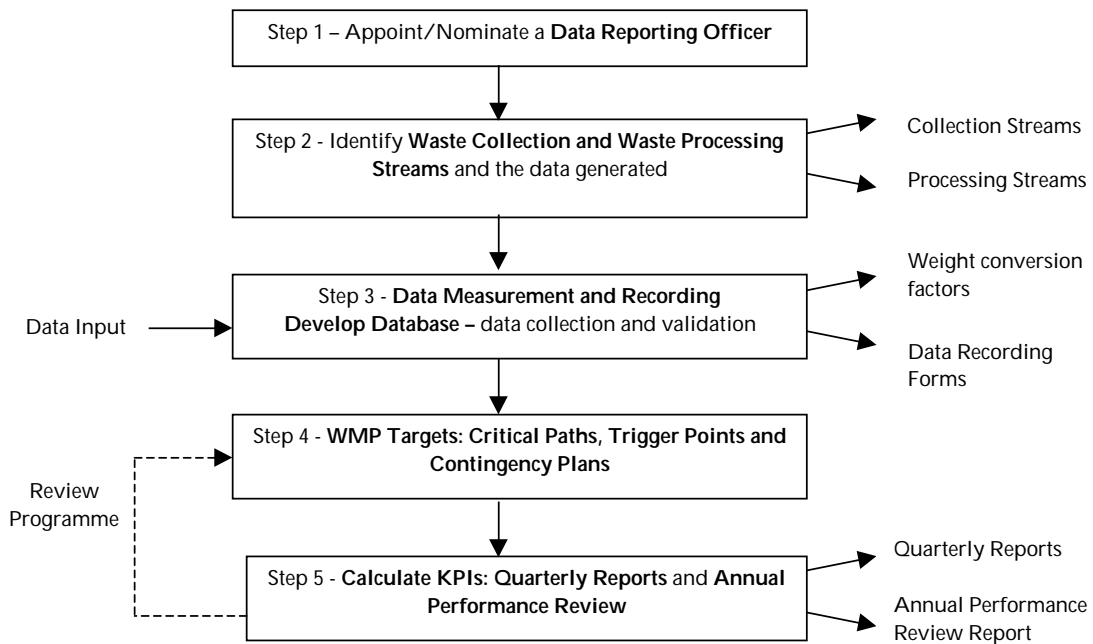 Step 1 – Appoint/Nominate a Data Reporting Officer
Step 2 - Identify Waste Collection and Waste Processing
Streams and the data generated
Collection Streams
Processing Streams
Step 3 - Data Measurement and Recording
Develop Database – data collection and validation
Data Input
Weight conversion
factors
Data Recording
Forms
Step 4 - WMP Targets: Critical Paths, Trigger Points and
Contingency Plans
Review
Programme
Step 5 - Calculate KPIs: Quarterly Reports and Annual
Performance Review
Quarterly Reports
Annual Performance
Review Report